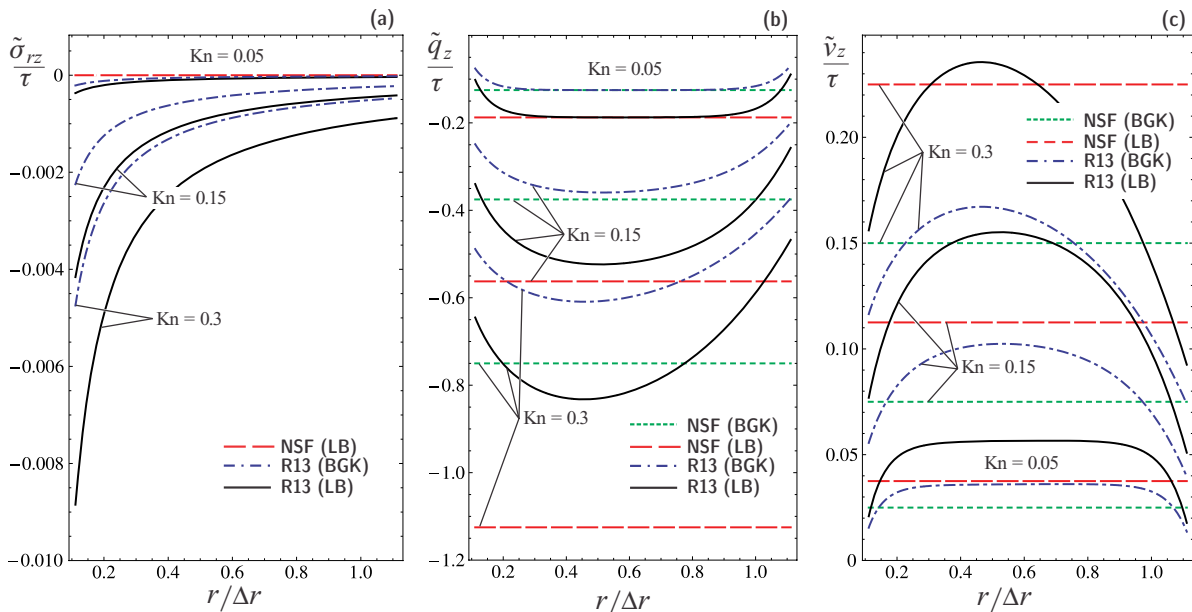 (a)
σ̃rz
τ
Kn = 0.05
0
−0.002
−0.004
−0.006
−0.008
−0.010
Kn = 0.15
Kn = 0.3
NSF (LB)
R13 (BGK)
R13 (LB)
0.2 0.4 0.6 0.8 1.0
r/Δr
(b)
q̃z
τ
Kn = 0.05
0.0
−0.2
−0.4
−0.6
−0.8
−1.0
−1.2
Kn = 0.15
Kn = 0.3
NSF (BGK)
NSF (LB)
R13 (BGK)
R13 (LB)
0.2 0.4 0.6 0.8 1.0
r/Δr
(c)
ṽz
τ
0.20
0.15
0.10
0.05
0
NSF (BGK)
NSF (LB)
R13 (BGK)
R13 (LB)
Kn = 0.3
Kn = 0.15
Kn = 0.05
0.2 0.4 0.6 0.8 1.0
r/Δr